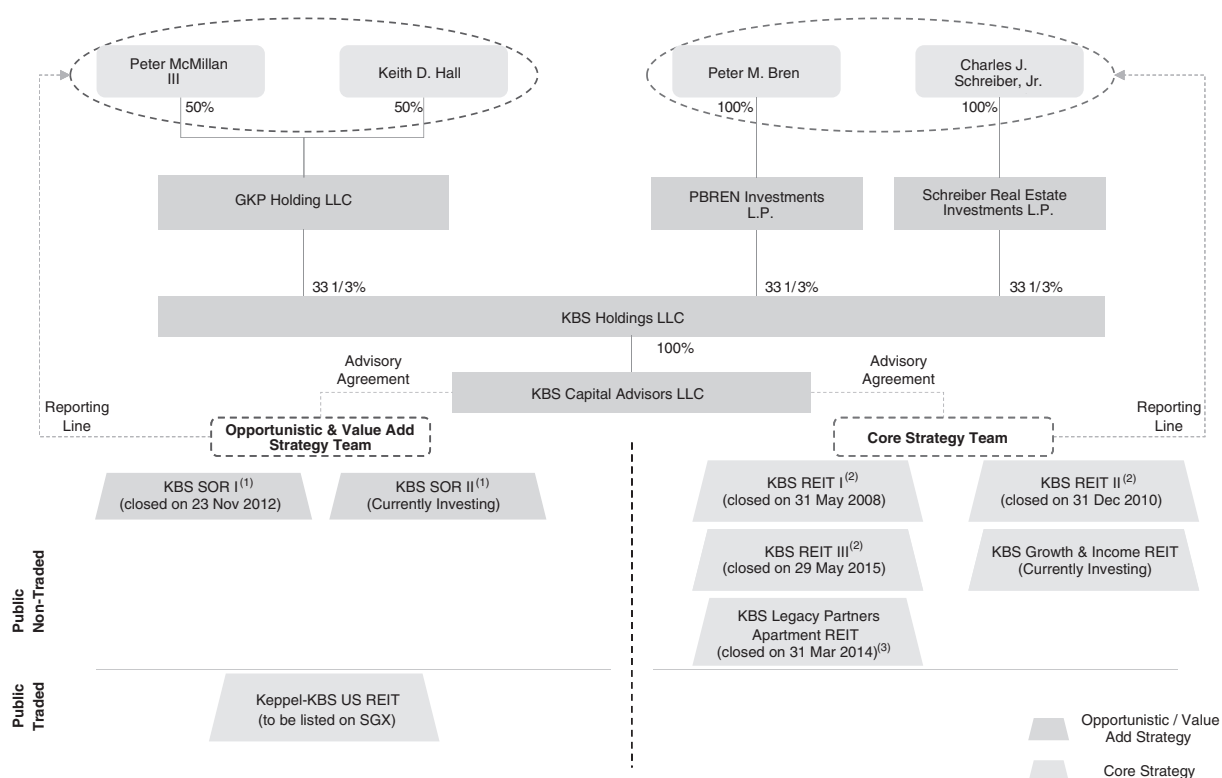 Peter McMillan
III
Keith D. Hall
Peter M. Bren
Charles J.
Schreiber, Jr.
50%
50%
100%
100%
GKP Holding LLC
PBREN Investments
L.P.
Schreiber Real Estate
Investments L.P.
33 1/3%
33 1/3%
33 1/3%
KBS Holdings LLC
100%
Advisory
Agreement
KBS Capital Advisors LLC
Advisory
Agreement
Reporting
Line
Opportunistic & Value Add
Strategy Team
Core Strategy Team
Reporting
Line
KBS SOR I(1)
(closed on 23 Nov 2012)
KBS SOR II(1)
(Currently Investing)
KBS REIT I(2)
(closed on 31 May 2008)
KBS REIT II(2)
(closed on 31 Dec 2010)
KBS REIT III(2)
(closed on 29 May 2015)
KBS Growth & Income REIT
(Currently Investing)
KBS Legacy Partners
Apartment REIT
(closed on 31 Mar 2014)(3)
Public
Non-Traded
Public
Traded
Keppel-KBS US REIT
(to be listed on SGX)
Opportunistic / Value
Add Strategy
Core Strategy